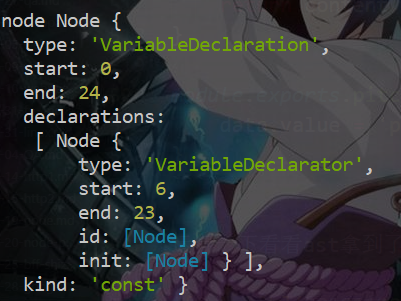 node Node {
type: 'VariableDeclaration',
start: 0,
end: 24,
declarations:
[ Node {
type: 'VariableDeclarator',
start: 6,
end: 23,
id: [Node],
init: [Node] } ],
kind: 'const' }